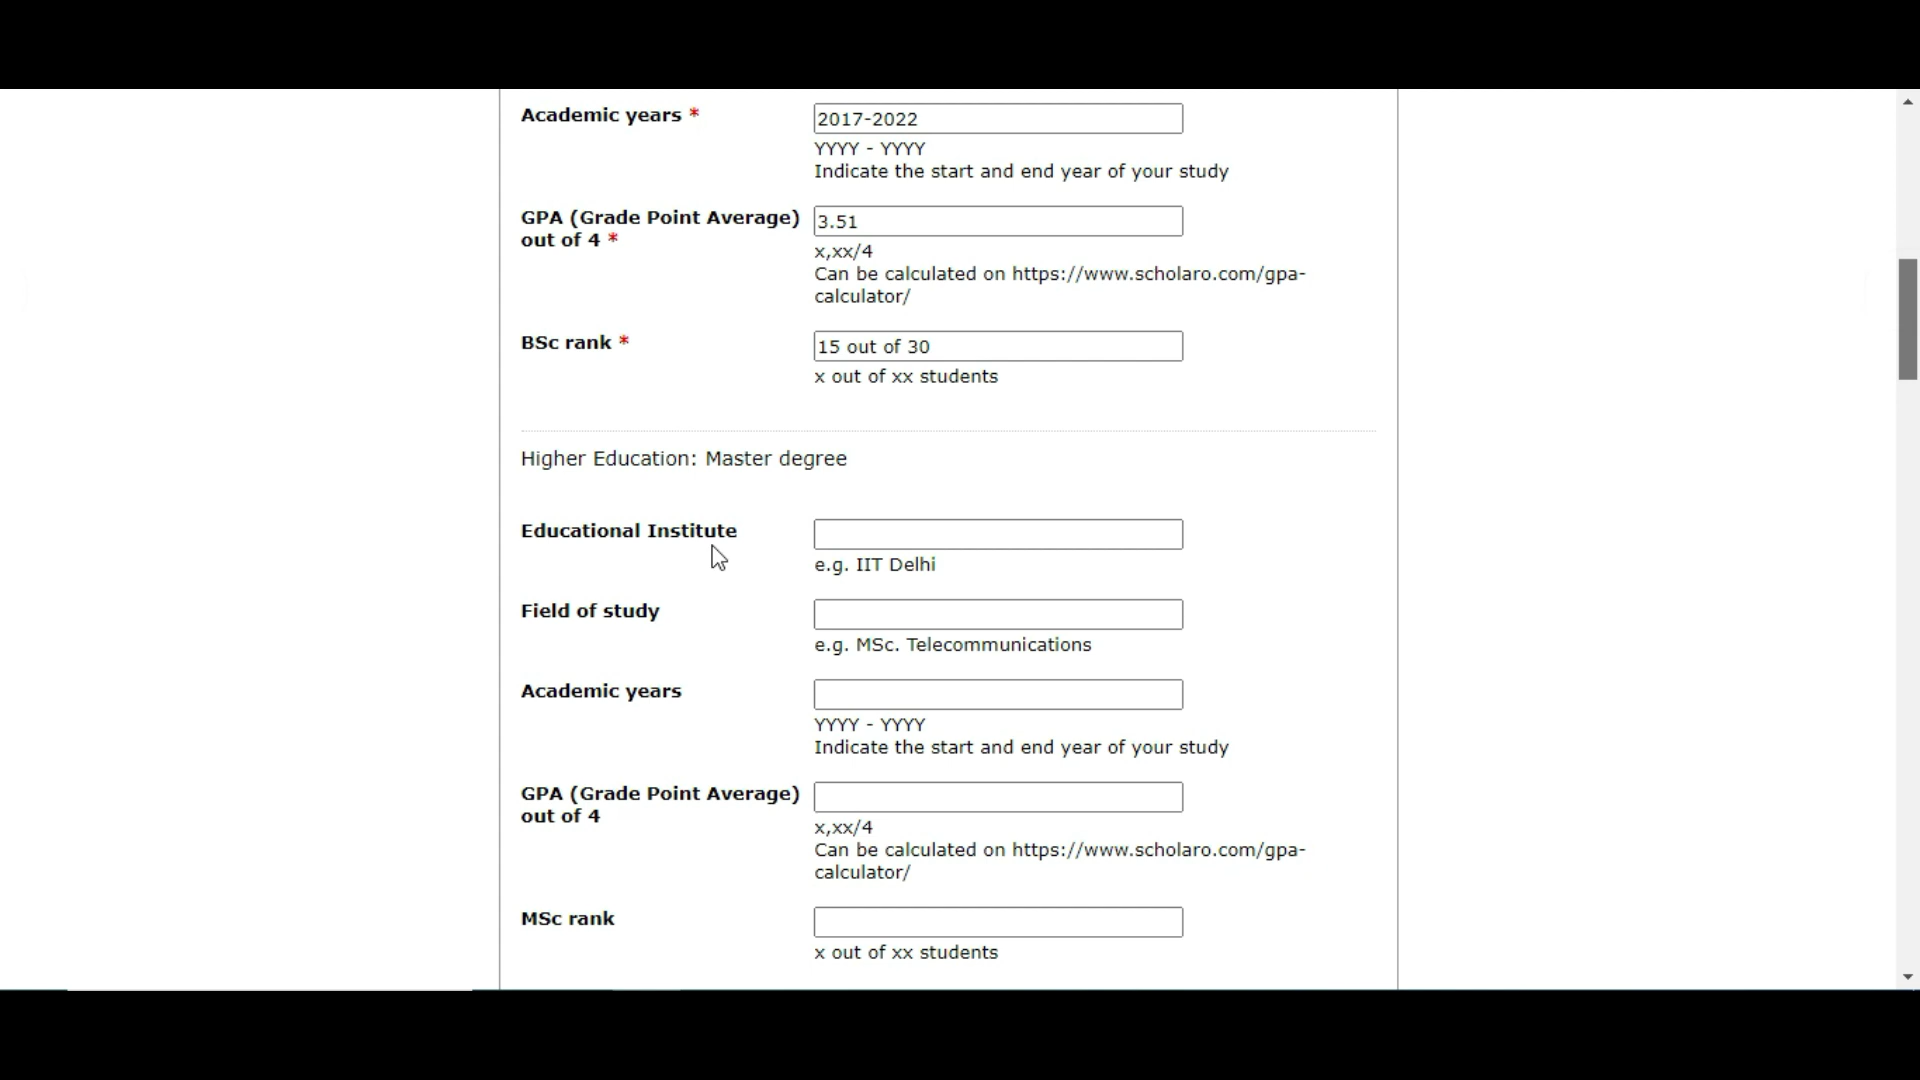 Academic years *
2017-2022
YYYY - YYYY
Indicate the start and end year of your study
GPA (Grade Point Average)
out of 4 *
3.51
x,xx/4
Can be calculated on https://www.scholaro.com/gpa-
calculator/
BSc rank *
15 out of 30
x out of xx students
Higher Education: Master degree
Educational Institute
e.g. IIT Delhi
Field of study
e.g. MSc. Telecommunications
Academic years
YYYY - YYYY
Indicate the start and end year of your study
GPA (Grade Point Average)
out of 4
x,xx/4
Can be calculated on https://www.scholaro.com/gpa-
calculator/
MSc rank
x out of xx students